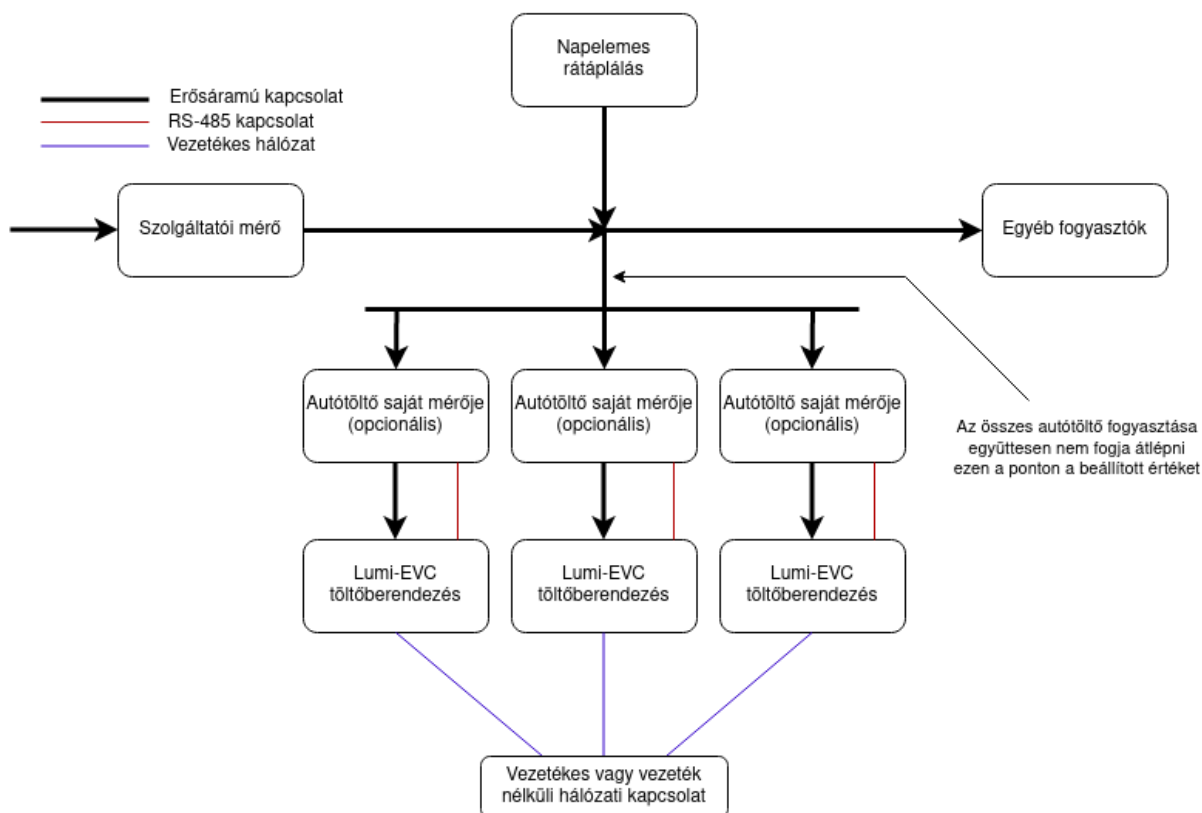 Napelemes
rátáplálás
Erősáramú kapcsolat
RS-485 kapcsolat
Vezetékes hálózat
Szolgáltatói mérő
Egyéb fogyasztók
Autótöltő saját mérője
(opcionális)
Autótöltő saját mérője
(opcionális)
Autótöltő saját mérője
(opcionális)
Az összes autótöltő fogyasztása
együttesen nem fogja átlépni
ezen a ponton a beállított értéket
Lumi-EVC
töltőberendezés
Lumi-EVC
töltőberendezés
Lumi-EVC
töltőberendezés
Vezetékes vagy vezeték
nélküli hálózati kapcsolat